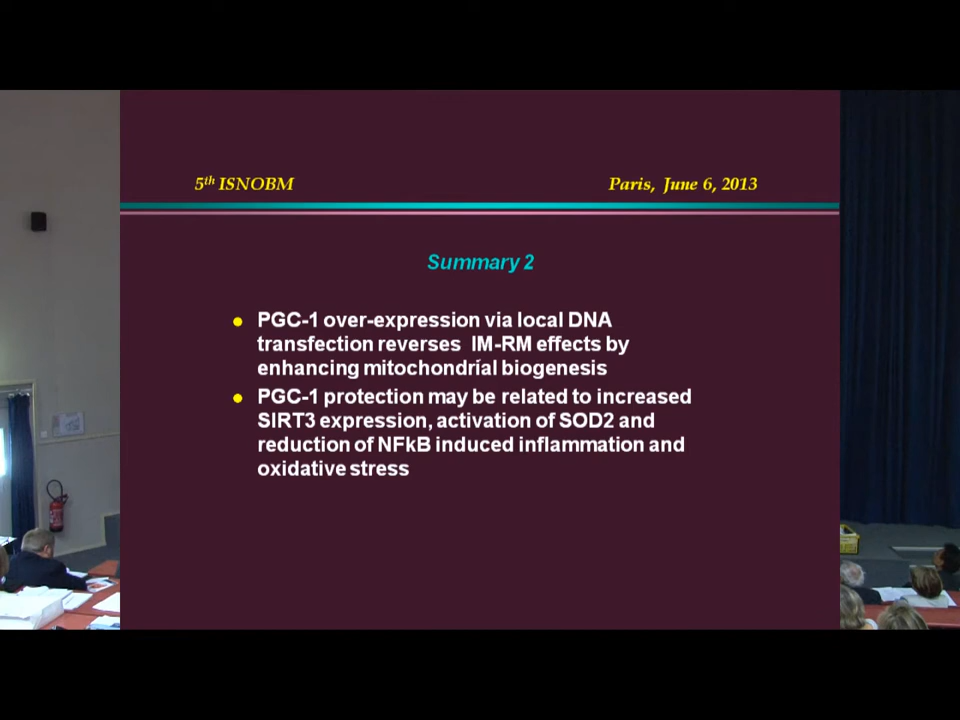 5th ISNOBM
Paris, June 6, 2013
Summary 2
PGC-1 over-expression via local DNA
transfection reverses IM-RM effects by
enhancing mitochondrial biogenesis
PGC-1 protection may be related to increased
SIRT3 expression, activation of SOD2 and
reduction of NFkB induced inflammation and
oxidative stress